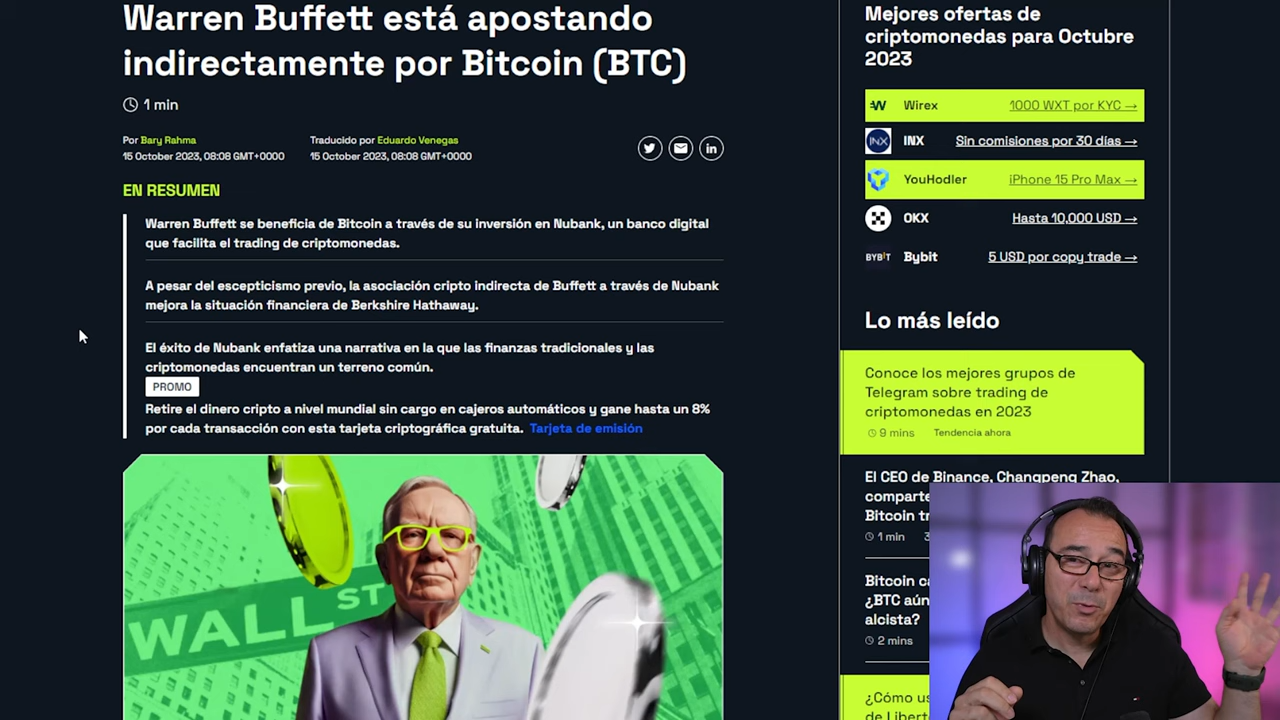 Warren Buffett está apostando
indirectamente por Bitcoin (BTC)
1 min
Por Bary Rahma
15 October 2023, 08:08 GMT+0000
Traducido por Eduardo Venegas
15 October 2023, 08:08 GMT+0000
EN RESUMEN
Warren Buffett se beneficia de Bitcoin a través de su inversión en Nubank, un banco digital
que facilita el trading de criptomonedas.
A pesar del escepticismo previo, la asociación cripto indirecta de Buffett a través de Nubank
mejora la situación financiera de Berkshire Hathaway.
El éxito de Nubank enfatiza una narrativa en la que las finanzas tradicionales y las
criptomonedas encuentran un terreno común.
PROMO
Retire el dinero cripto a nivel mundial sin cargo en cajeros automáticos y gane hasta un 8%
por cada transacción con esta tarjeta criptográfica gratuita. Tarjeta de emisión
WALL ST
Mejores ofertas de
criptomonedas para Octubre
2023
Wirex 1000 WXT por KYC →
INX INX Sin comisiones por 30 días →
YouHodler iPhone 15 Pro Max →
OKX Hasta 10,000 USD →
BYBIT Bybit 5 USD por copy trade →
Lo más leído
Conoce los mejores grupos de
Telegram sobre trading de
criptomonedas en 2023
9 mins Tendencia ahora
El CEO de Binance, Changpeng Zhao,
comparte
Bitcoin tr
1 min 3
Bitcoin ca
¿BTC aún
alcista?
2 mins
¿Cómo us
de Libert